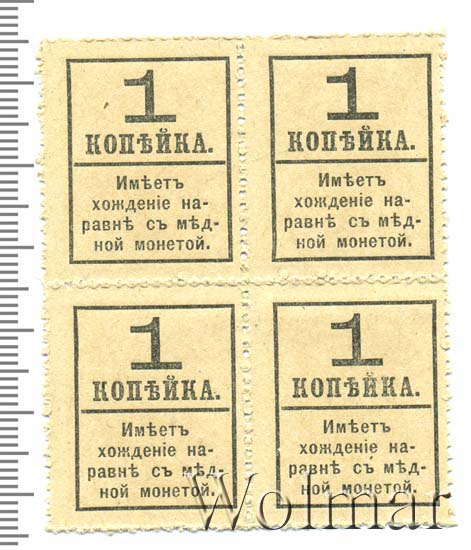 1
КОПѢЙКА.
Имѣетъ
хожденіе на-
равнѣ съ мѣд-
ной монетой.
1
КОПѢЙКА.
Имѣетъ
хожденіе на-
равнѣ съ мѣд-
ной монетой.
1
КОПѢЙКА.
Имѣетъ
хожденіе на-
равнѣ съ мѣд-
ной монетой.
1
КОПѢЙКА.
Имѣетъ
хожденіе на-
равнѣ съ мѣд-
ной монетой.
Wolmar